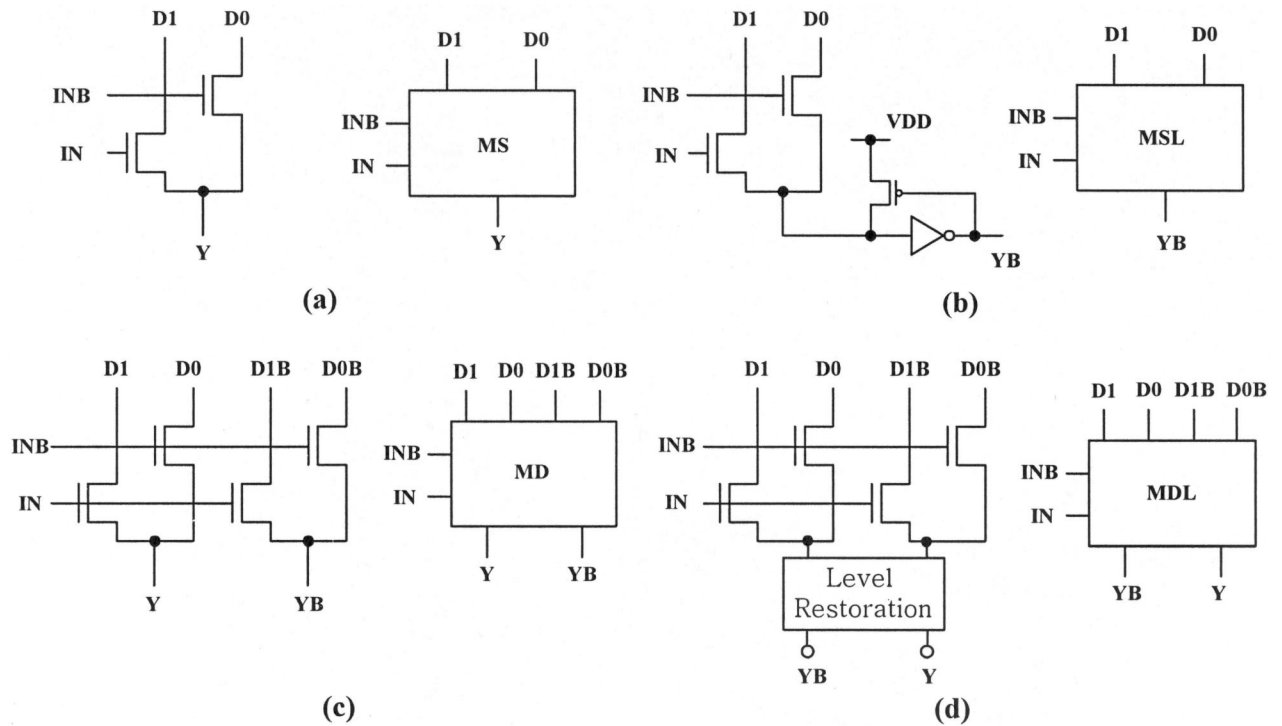 D1 D0
INB
IN
Y
D1 D0
INB
IN
MS
Y
(a)
D1 D0
INB
IN
VDD
YB
D1 D0
INB
IN
MSL
YB
(b)
D1 D0 D1B D0B
INB
IN
Y YB
D1 D0 D1B D0B
INB
IN
MD
Y YB
(c)
D1 D0 D1B D0B
INB
IN
Level
Restoration
YB Y
D1 D0 D1B D0B
INB
IN
MDL
YB Y
(d)